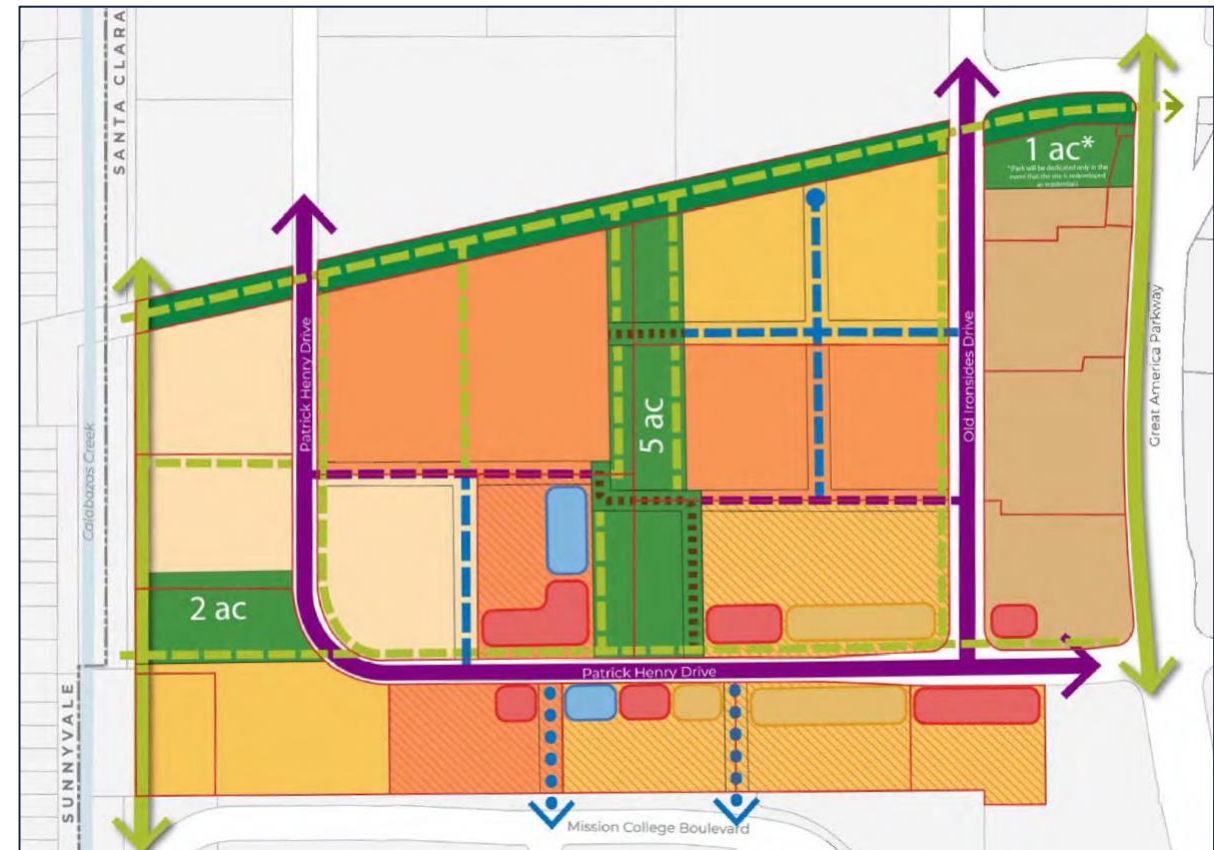 SANTA CLARA
1 ac*
*(Park will be dedicated only in the
event that the site is redeveloped
as residential)
Patrick Henry Drive
Old Ironsides Drive
Great America Parkway
Calabazas Creek
5 ac
2 ac
Patrick Henry Drive
SUNNYVALE
Mission College Boulevard